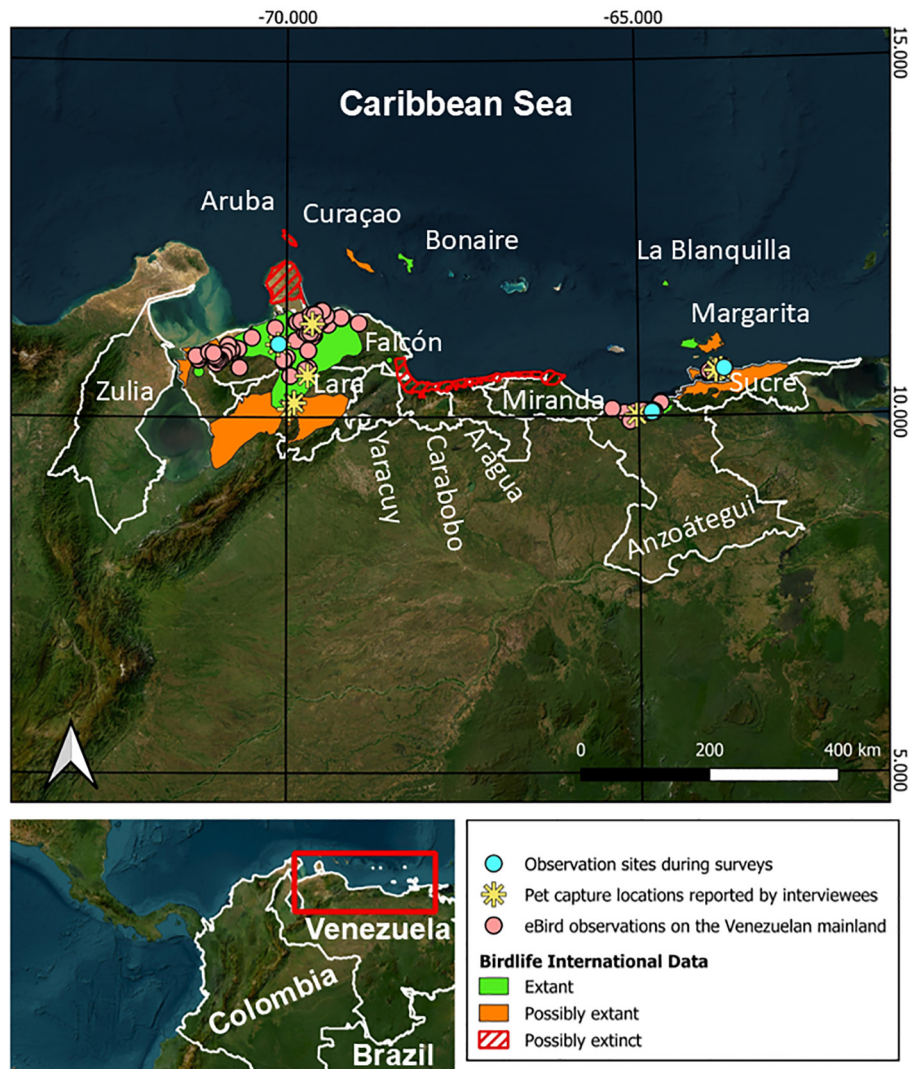 -70.000
-65.000
15.000
Caribbean Sea
Aruba
Curaçao
Bonaire
La Blanquilla
Margarita
Falcón
Zulia
Lara
Sucre
Miranda
10.000
Yaracuy
Carabobo
Aragua
Anzoátegui
0
200
400 km
5.000
Venezuela
Colombia
Brazil
Observation sites during surveys
Pet capture locations reported by interviewees
eBird observations on the Venezuelan mainland
Birdlife International Data
Extant
Possibly extant
Possibly extinct